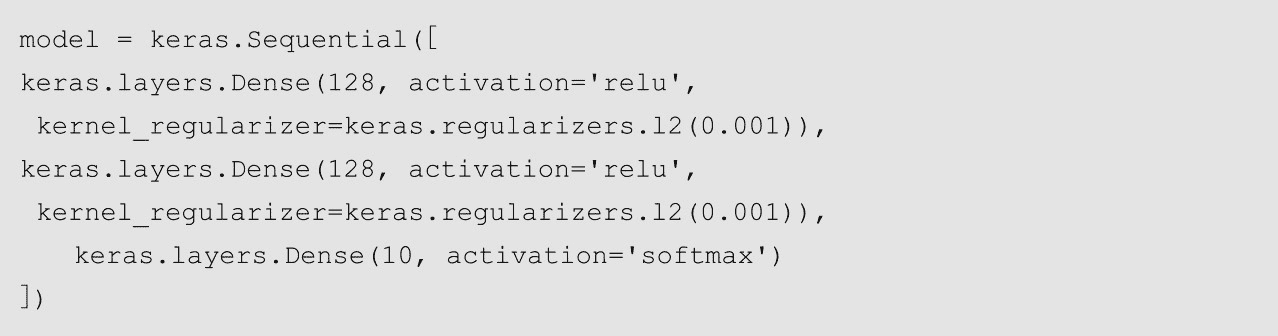 model = keras.Sequential([
keras.layers.Dense(128, activation='relu',
 kernel_regularizer=keras.regularizers.l2(0.001)),
keras.layers.Dense(128, activation='relu',
 kernel_regularizer=keras.regularizers.l2(0.001)),
   keras.layers.Dense(10, activation='softmax')
])